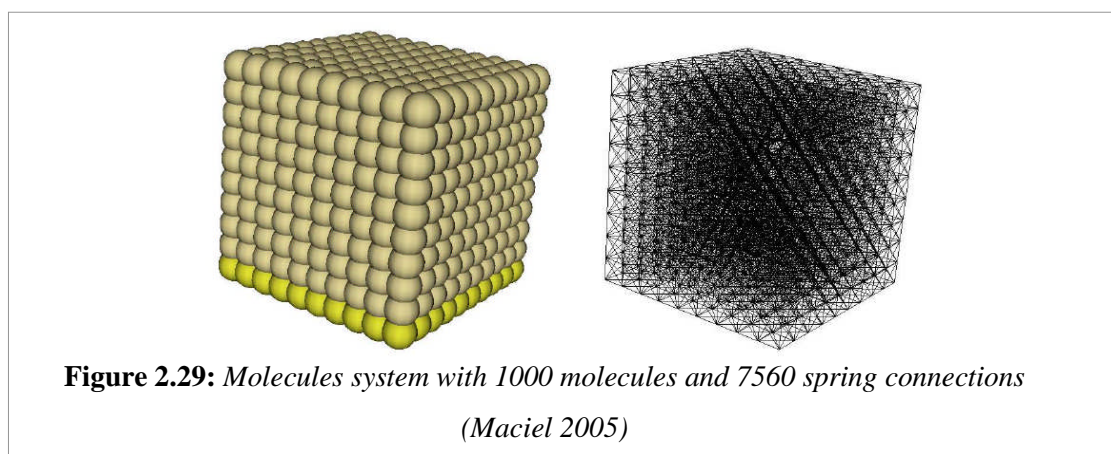 Figure 2.29: Molecules system with 1000 molecules and 7560 spring connections
(Maciel 2005)